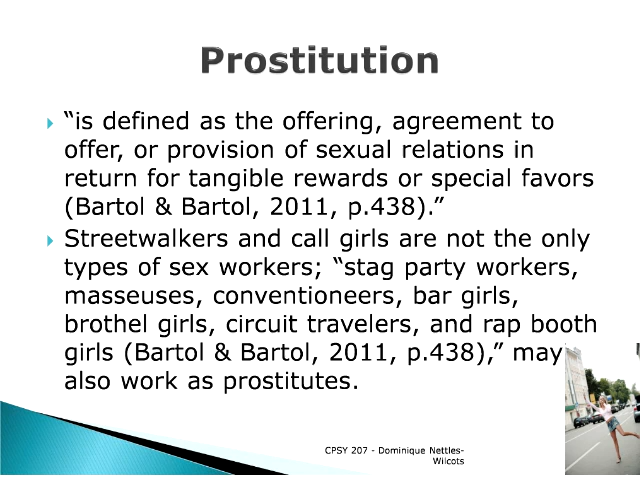 Prostitution
“is defined as the offering, agreement to
offer, or provision of sexual relations in
return for tangible rewards or special favors
(Bartol & Bartol, 2011, p.438).”
Streetwalkers and call girls are not the only
types of sex workers; “stag party workers,
masseuses, conventioneers, bar girls,
brothel girls, circuit travelers, and rap booth
girls (Bartol & Bartol, 2011, p.438),” may
also work as prostitutes.
CPSY 207 - Dominique Nettles-
Wilcots